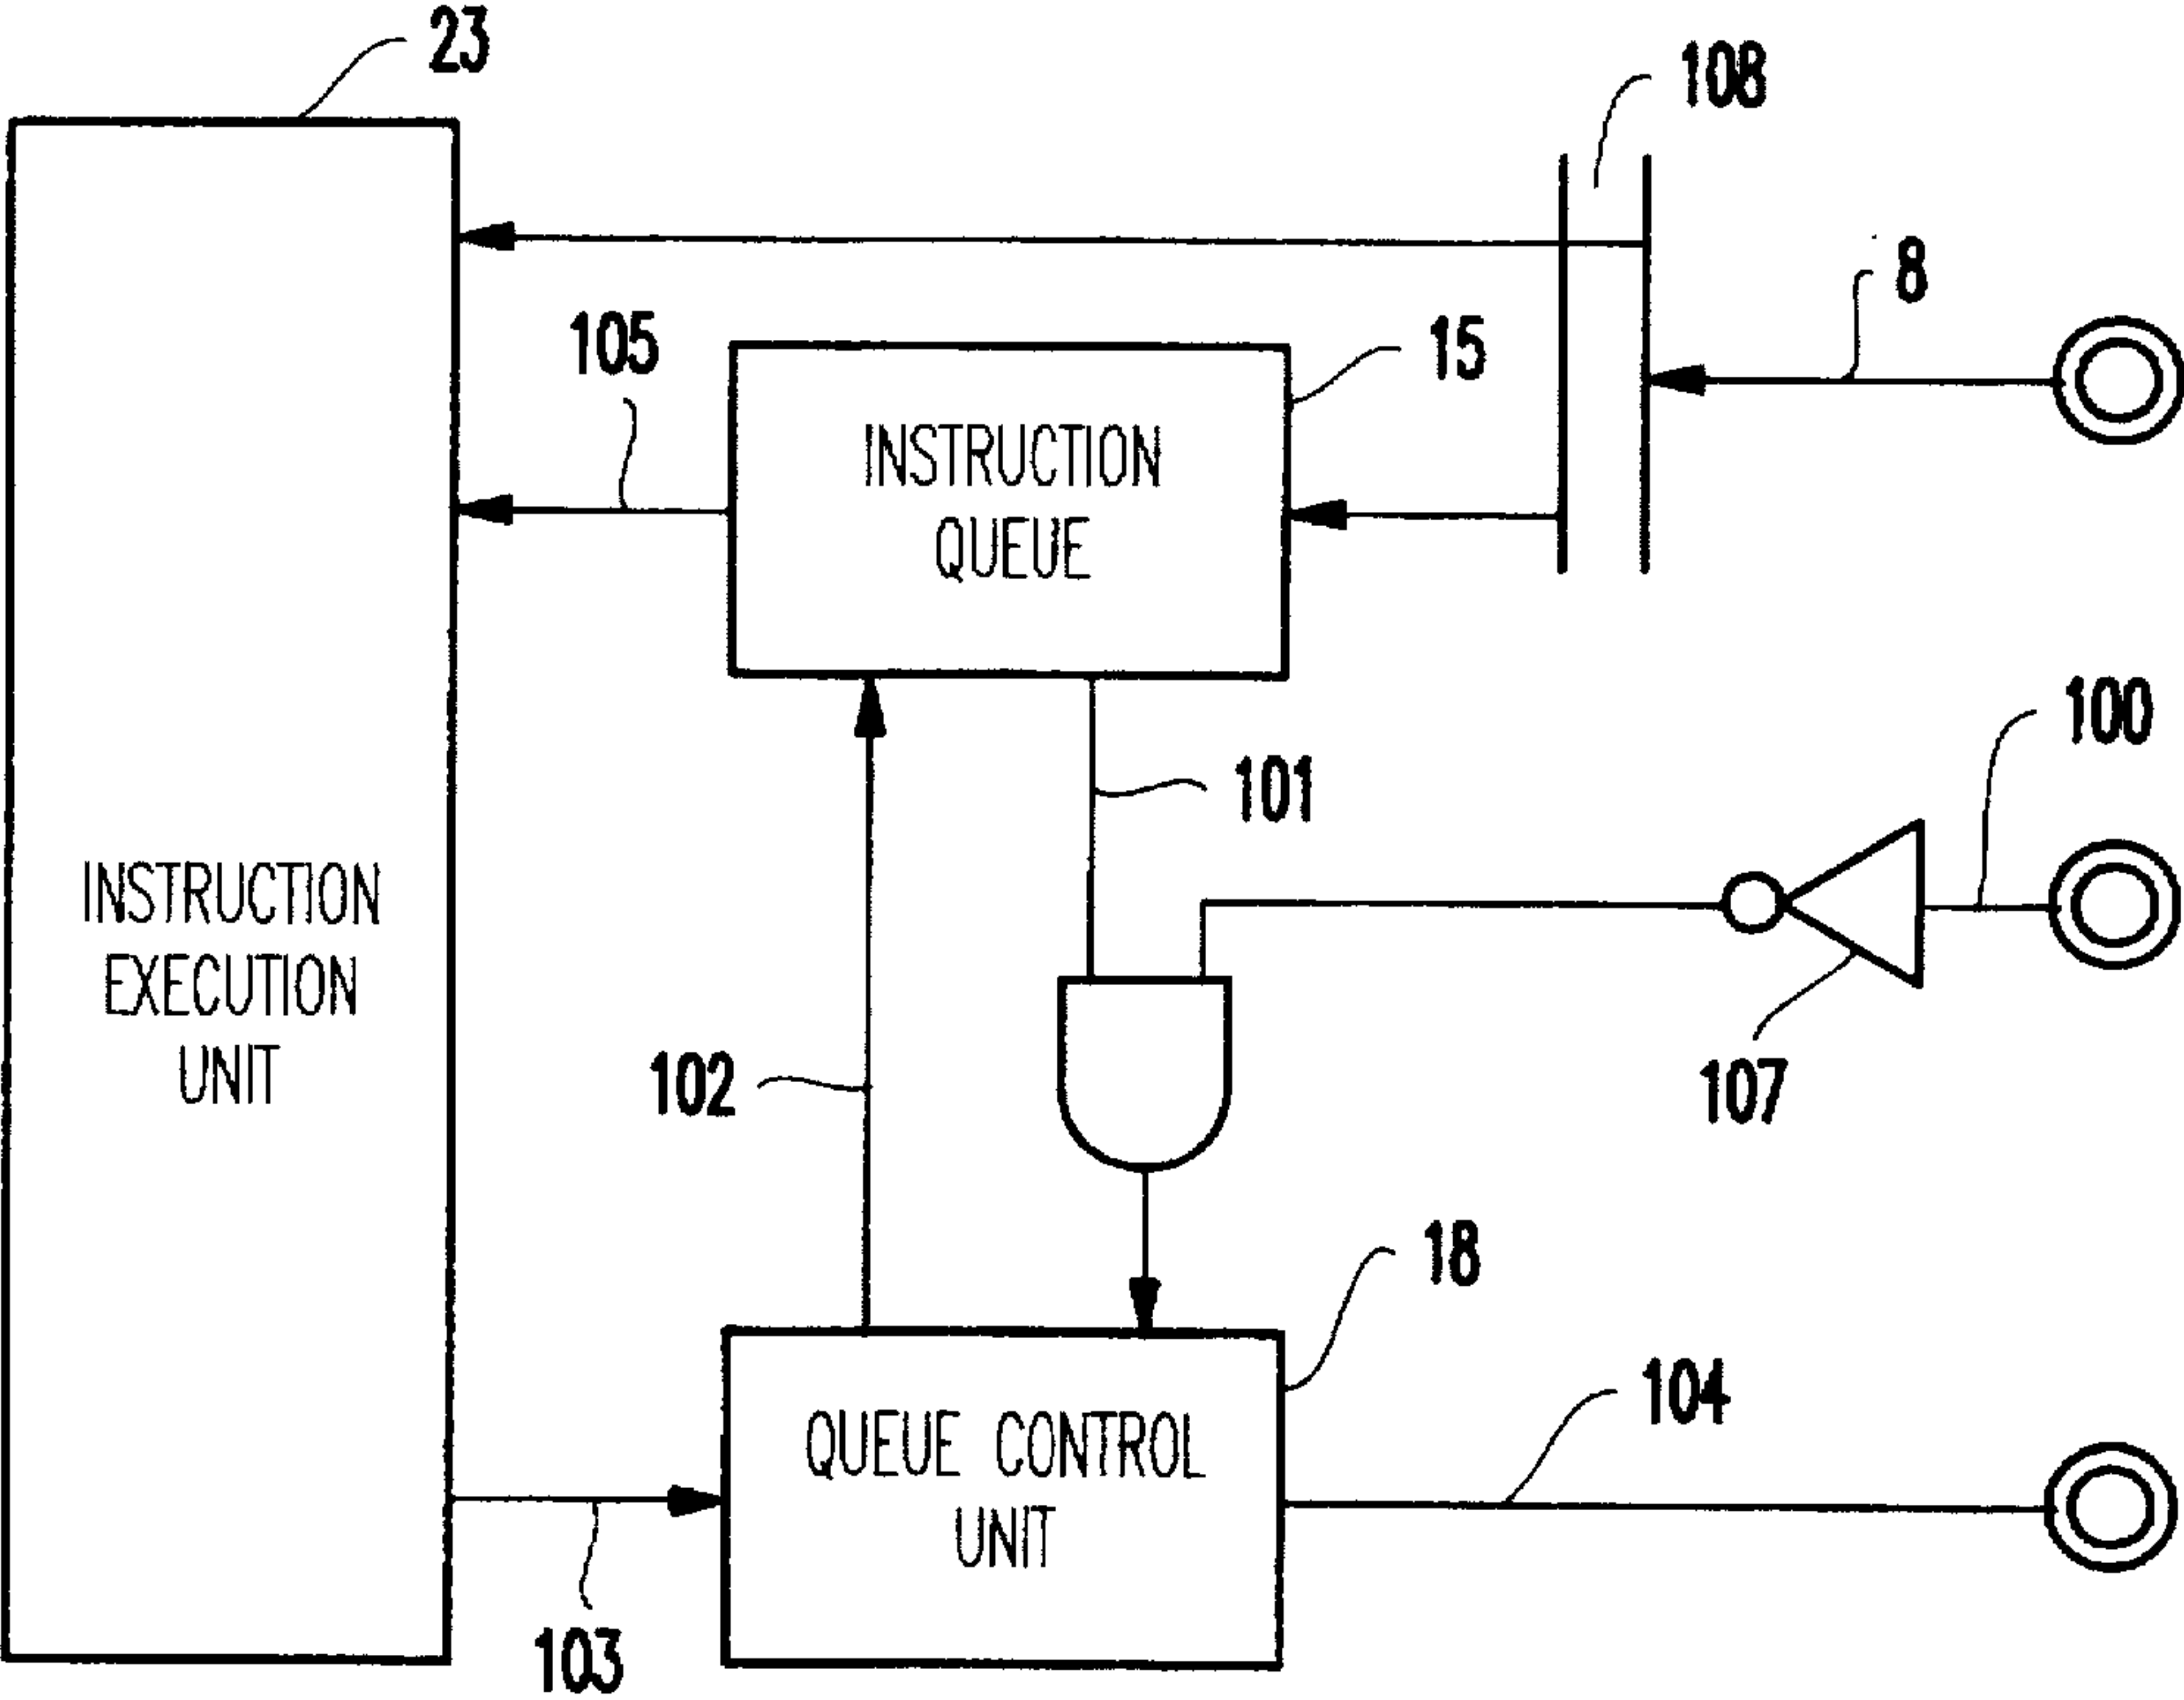 23
108
8
105
15
INSTRUCTION
QUEUE
100
101
INSTRUCTION
EXECUTION
UNIT
102
107
18
104
QUEUE CONTROL
UNIT
103